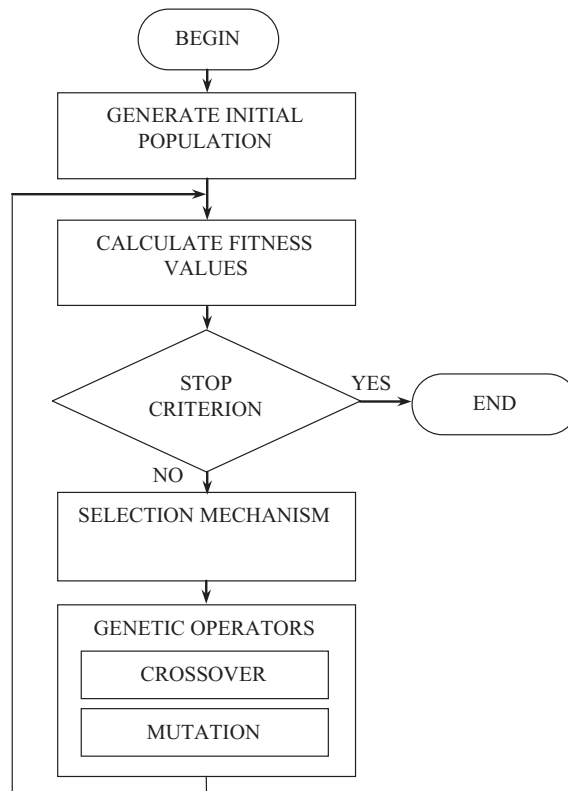 BEGIN
GENERATE INITIAL
POPULATION
CALCULATE FITNESS
VALUES
STOP
CRITERION
YES
END
NO
SELECTION MECHANISM
GENETIC OPERATORS
CROSSOVER
MUTATION